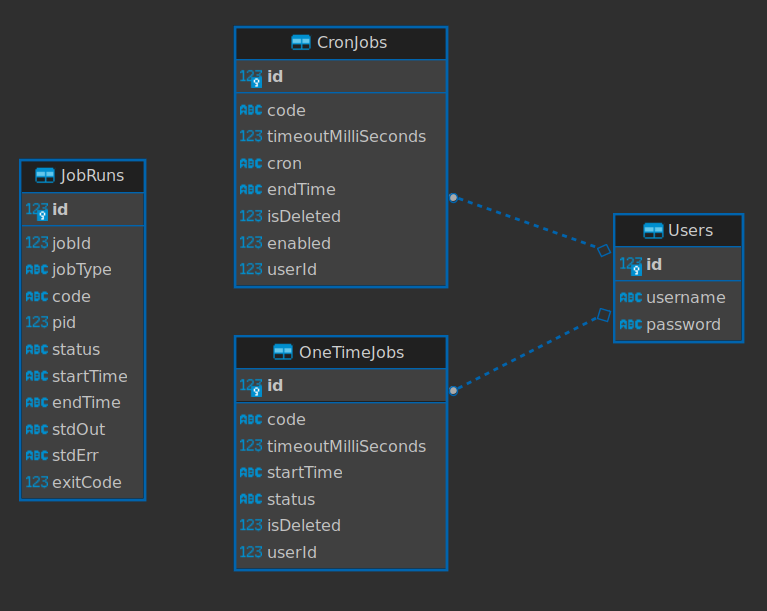 JobRuns
123 id
123 jobId
ABC jobType
ABC code
123 pid
ABC status
ABC startTime
ABC endTime
ABC stdOut
ABC stdErr
123 exitCode
CronJobs
123 id
ABC code
123 timeoutMilliSeconds
ABC cron
ABC endTime
123 isDeleted
123 enabled
ABC userId
OneTimeJobs
123 id
ABC code
123 timeoutMilliSeconds
ABC startTime
ABC status
123 isDeleted
123 userId
Users
123 id
ABC username
ABC password